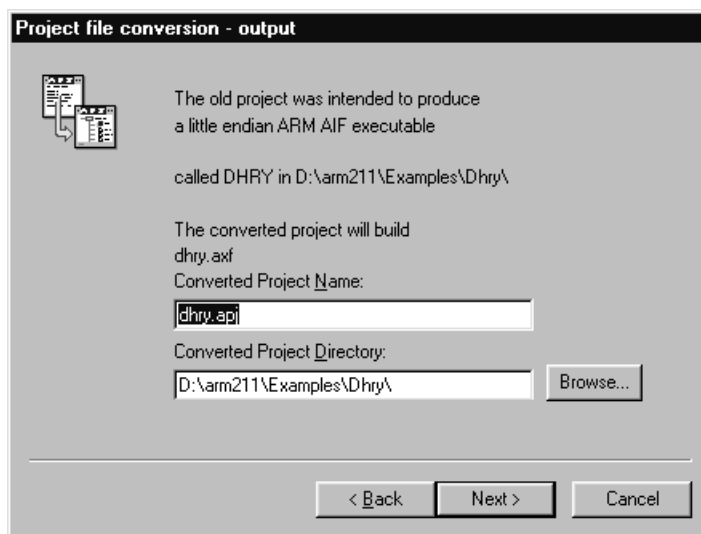 Project file conversion - output
The old project was intended to produce
a little endian ARM AIF executable
called DHRY in D:\arm211\Examples\Dhry\
The converted project will build
dhry.axf
Converted Project Name:
dhry.apj
Converted Project Directory:
D:\arm211\Examples\Dhry\
Browse...
< Back
Next >
Cancel